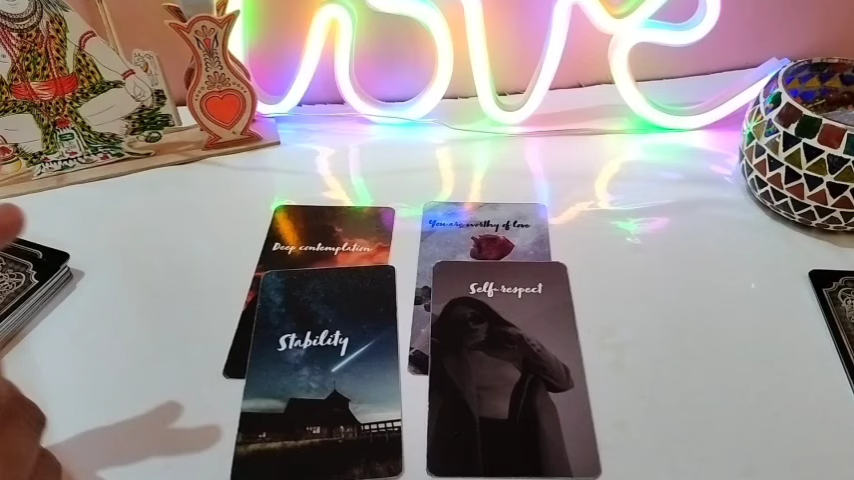 Love
Deep contemplation
You are worthy of love
Stability
Self-respect